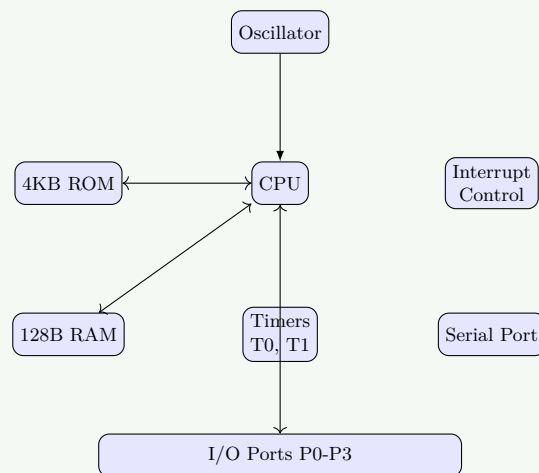 Oscillator
4KB ROM
CPU
Interrupt
Control
128B RAM
Timers
T0, T1
Serial Port
I/O Ports P0-P3